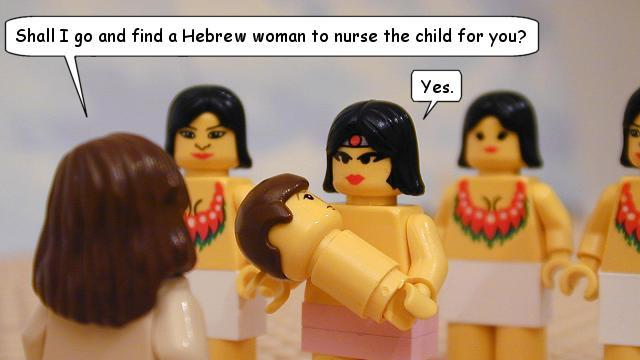 Shall I go and find a Hebrew woman to nurse the child for you?
Yes.